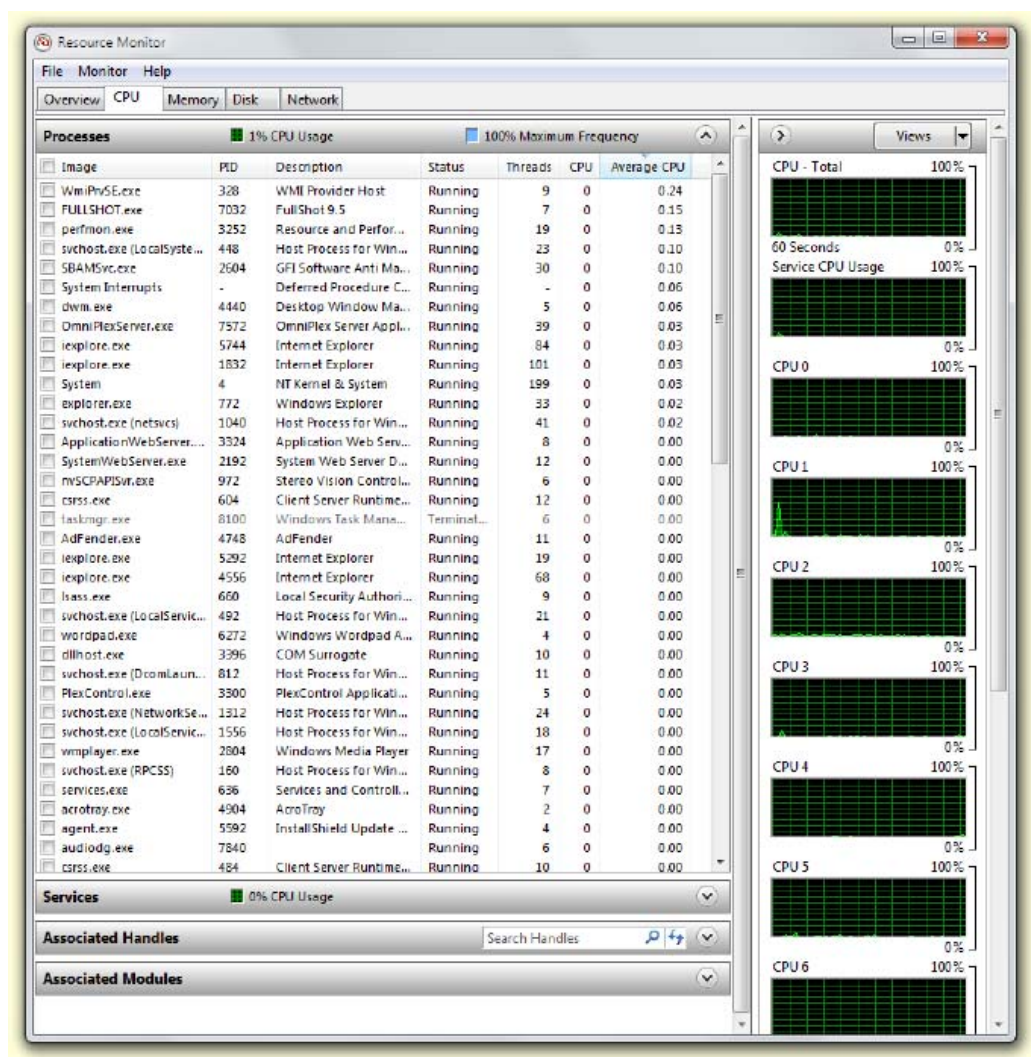 Resource Monitor
File Monitor Help
Overview CPU Memory Disk Network
Processes 1% CPU Usage 100% Maximum Frequency
Image PID Description Status Threads CPU Average CPU
WmiPrvSE.exe 328 WMI Provider Host Running 9 0 0.24
FULLSHOT.exe 7032 FullShot 9.5 Running 7 0 0.15
perfmon.exe 3252 Resource and Perfor... Running 19 0 0.13
svchost.exe (LocalSyste... 448 Host Process for Win... Running 23 0 0.10
SBAMSvc.exe 2604 GFI Software Anti Ma... Running 30 0 0.10
System Interrupts - Deferred Procedure C... Running - 0 0.06
dwm.exe 4440 Desktop Window Ma... Running 5 0 0.06
OmniPlexServer.exe 7572 OmniPlex Server Appl... Running 39 0 0.03
iexplore.exe 5744 Internet Explorer Running 84 0 0.03
iexplore.exe 1832 Internet Explorer Running 101 0 0.03
System 4 NT Kernel & System Running 199 0 0.03
explorer.exe 772 Windows Explorer Running 33 0 0.02
svchost.exe (netsvcs) 1040 Host Process for Win... Running 41 0 0.02
ApplicationWebServer.... 3324 Application Web Serv... Running 8 0 0.00
SystemWebServer.exe 2192 System Web Server D... Running 12 0 0.00
nvSCPAPISvr.exe 972 Stereo Vision Control... Running 6 0 0.00
csrss.exe 604 Client Server Runtime... Running 12 0 0.00
taskmgr.exe 8100 Windows Task Mana... Terminat... 6 0 0.00
AdFender.exe 4748 AdFender Running 11 0 0.00
iexplore.exe 5292 Internet Explorer Running 19 0 0.00
iexplore.exe 4556 Internet Explorer Running 68 0 0.00
lsass.exe 660 Local Security Authori... Running 9 0 0.00
svchost.exe (LocalServic... 492 Host Process for Win... Running 21 0 0.00
wordpad.exe 6272 Windows Wordpad A... Running 4 0 0.00
dllhost.exe 3396 COM Surrogate Running 10 0 0.00
svchost.exe (DcomLaun... 812 Host Process for Win... Running 11 0 0.00
PlexControl.exe 3300 PlexControl Applicati... Running 5 0 0.00
svchost.exe (NetworkSe... 1312 Host Process for Win... Running 24 0 0.00
svchost.exe (LocalServic... 1556 Host Process for Win... Running 18 0 0.00
wmplayer.exe 2804 Windows Media Player Running 17 0 0.00
svchost.exe (RPCSS) 160 Host Process for Win... Running 8 0 0.00
services.exe 636 Services and Controll... Running 7 0 0.00
acrotray.exe 4904 AcroTray Running 2 0 0.00
agent.exe 5592 InstallShield Update ... Running 4 0 0.00
audiodg.exe 7840 Running 6 0 0.00
csrss.exe 484 Client Server Runtime... Running 10 0 0.00
Services 0% CPU Usage
Associated Handles Search Handles
Associated Modules
Views
CPU - Total 100%
60 Seconds 0%
Service CPU Usage 100%
0%
CPU 0 100%
0%
CPU 1 100%
0%
CPU 2 100%
0%
CPU 3 100%
0%
CPU 4 100%
0%
CPU 5 100%
0%
CPU 6 100%